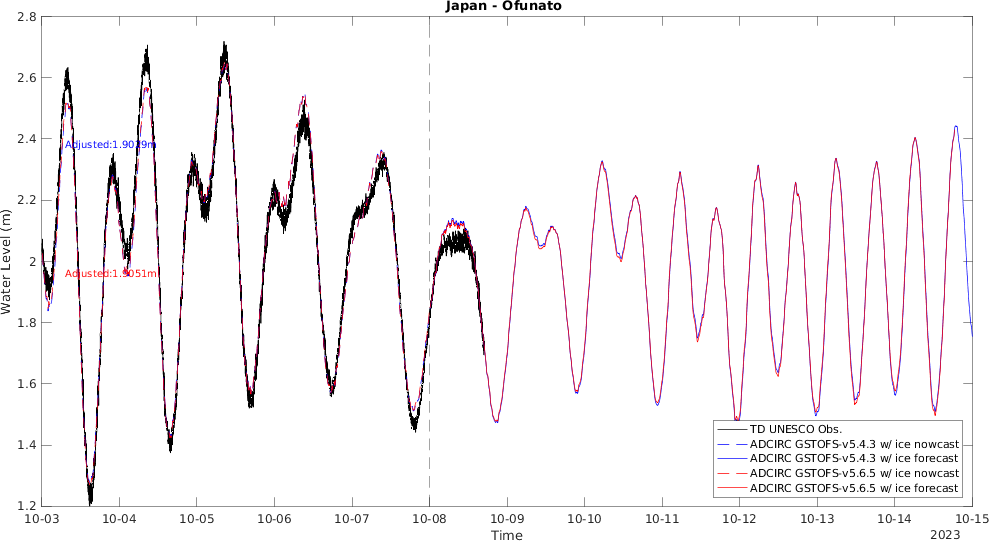 Japan - Ofunato
Water Level (m)
2.8
2.6
2.4
2.2
2
1.8
1.6
1.4
1.2
Adjusted:1.9029m
Adjusted:1.9051m
TD UNESCO Obs.
ADCIRC GSTOFS-v5.4.3 w/ ice nowcast
ADCIRC GSTOFS-v5.4.3 w/ ice forecast
ADCIRC GSTOFS-v5.6.5 w/ ice nowcast
ADCIRC GSTOFS-v5.6.5 w/ ice forecast
10-03 10-04 10-05 10-06 10-07 10-08 10-09 10-10 10-11 10-12 10-13 10-14 10-15
Time
2023